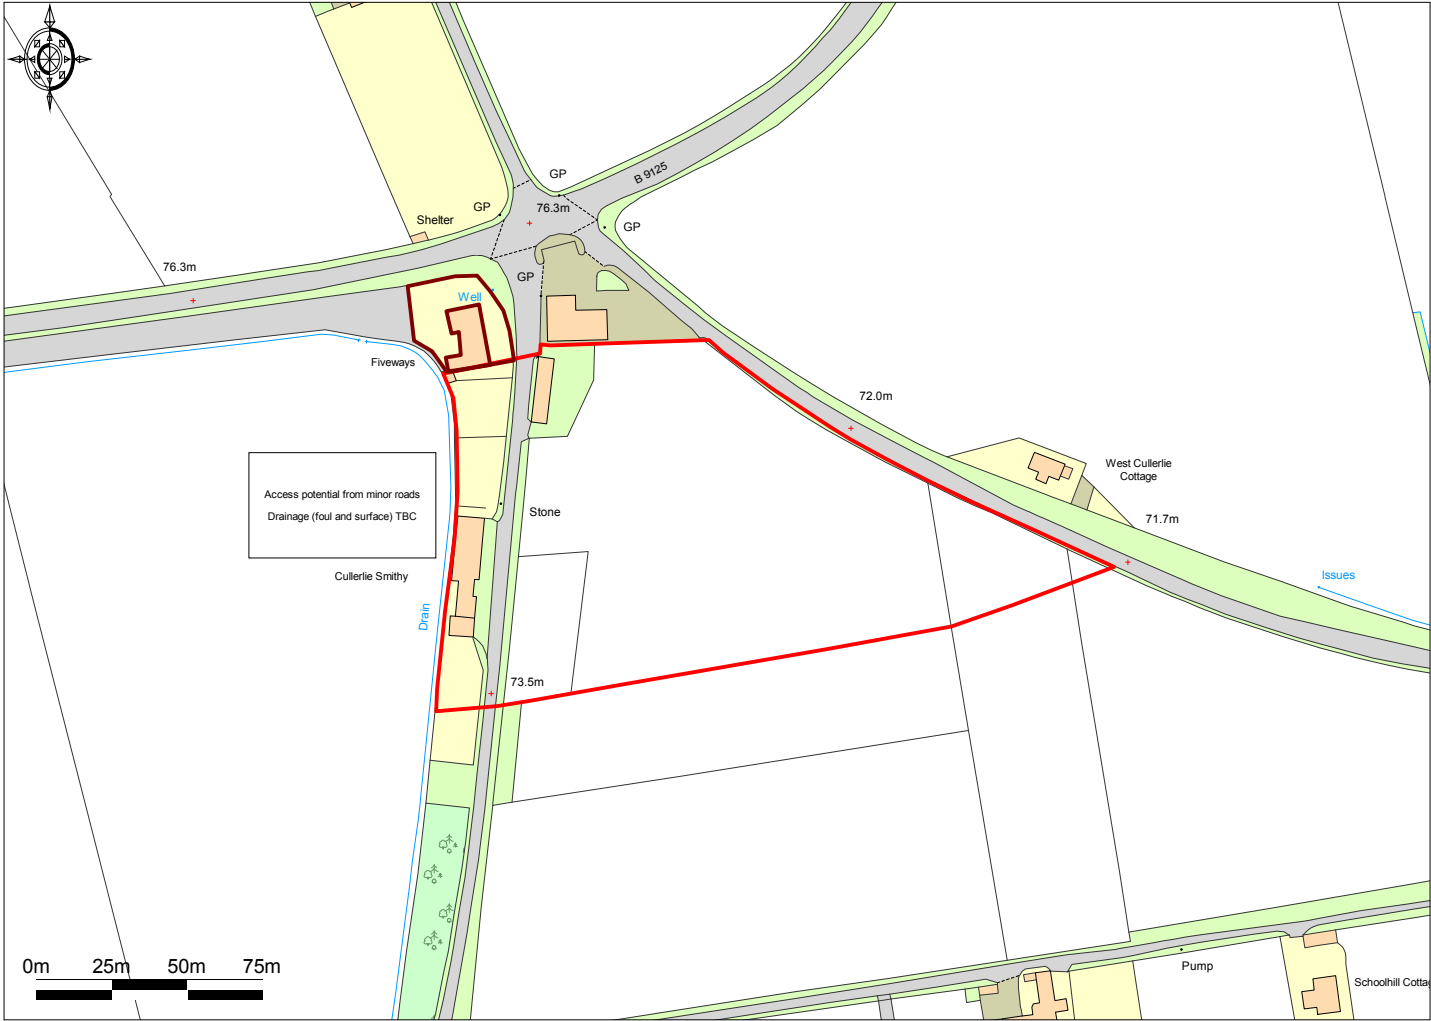 GP
B 9125
GP
76.3m
Shelter
GP
76.3m
GP
Well
Fiveways
72.0m
West Cullerlie
Cottage
Access potential from minor roads
Drainage (foul and surface) TBC
Stone
71.7m
Cullerlie Smithy
Issues
Drain
73.5m
0m 25m 50m 75m
Pump
Schoolhill Cottag